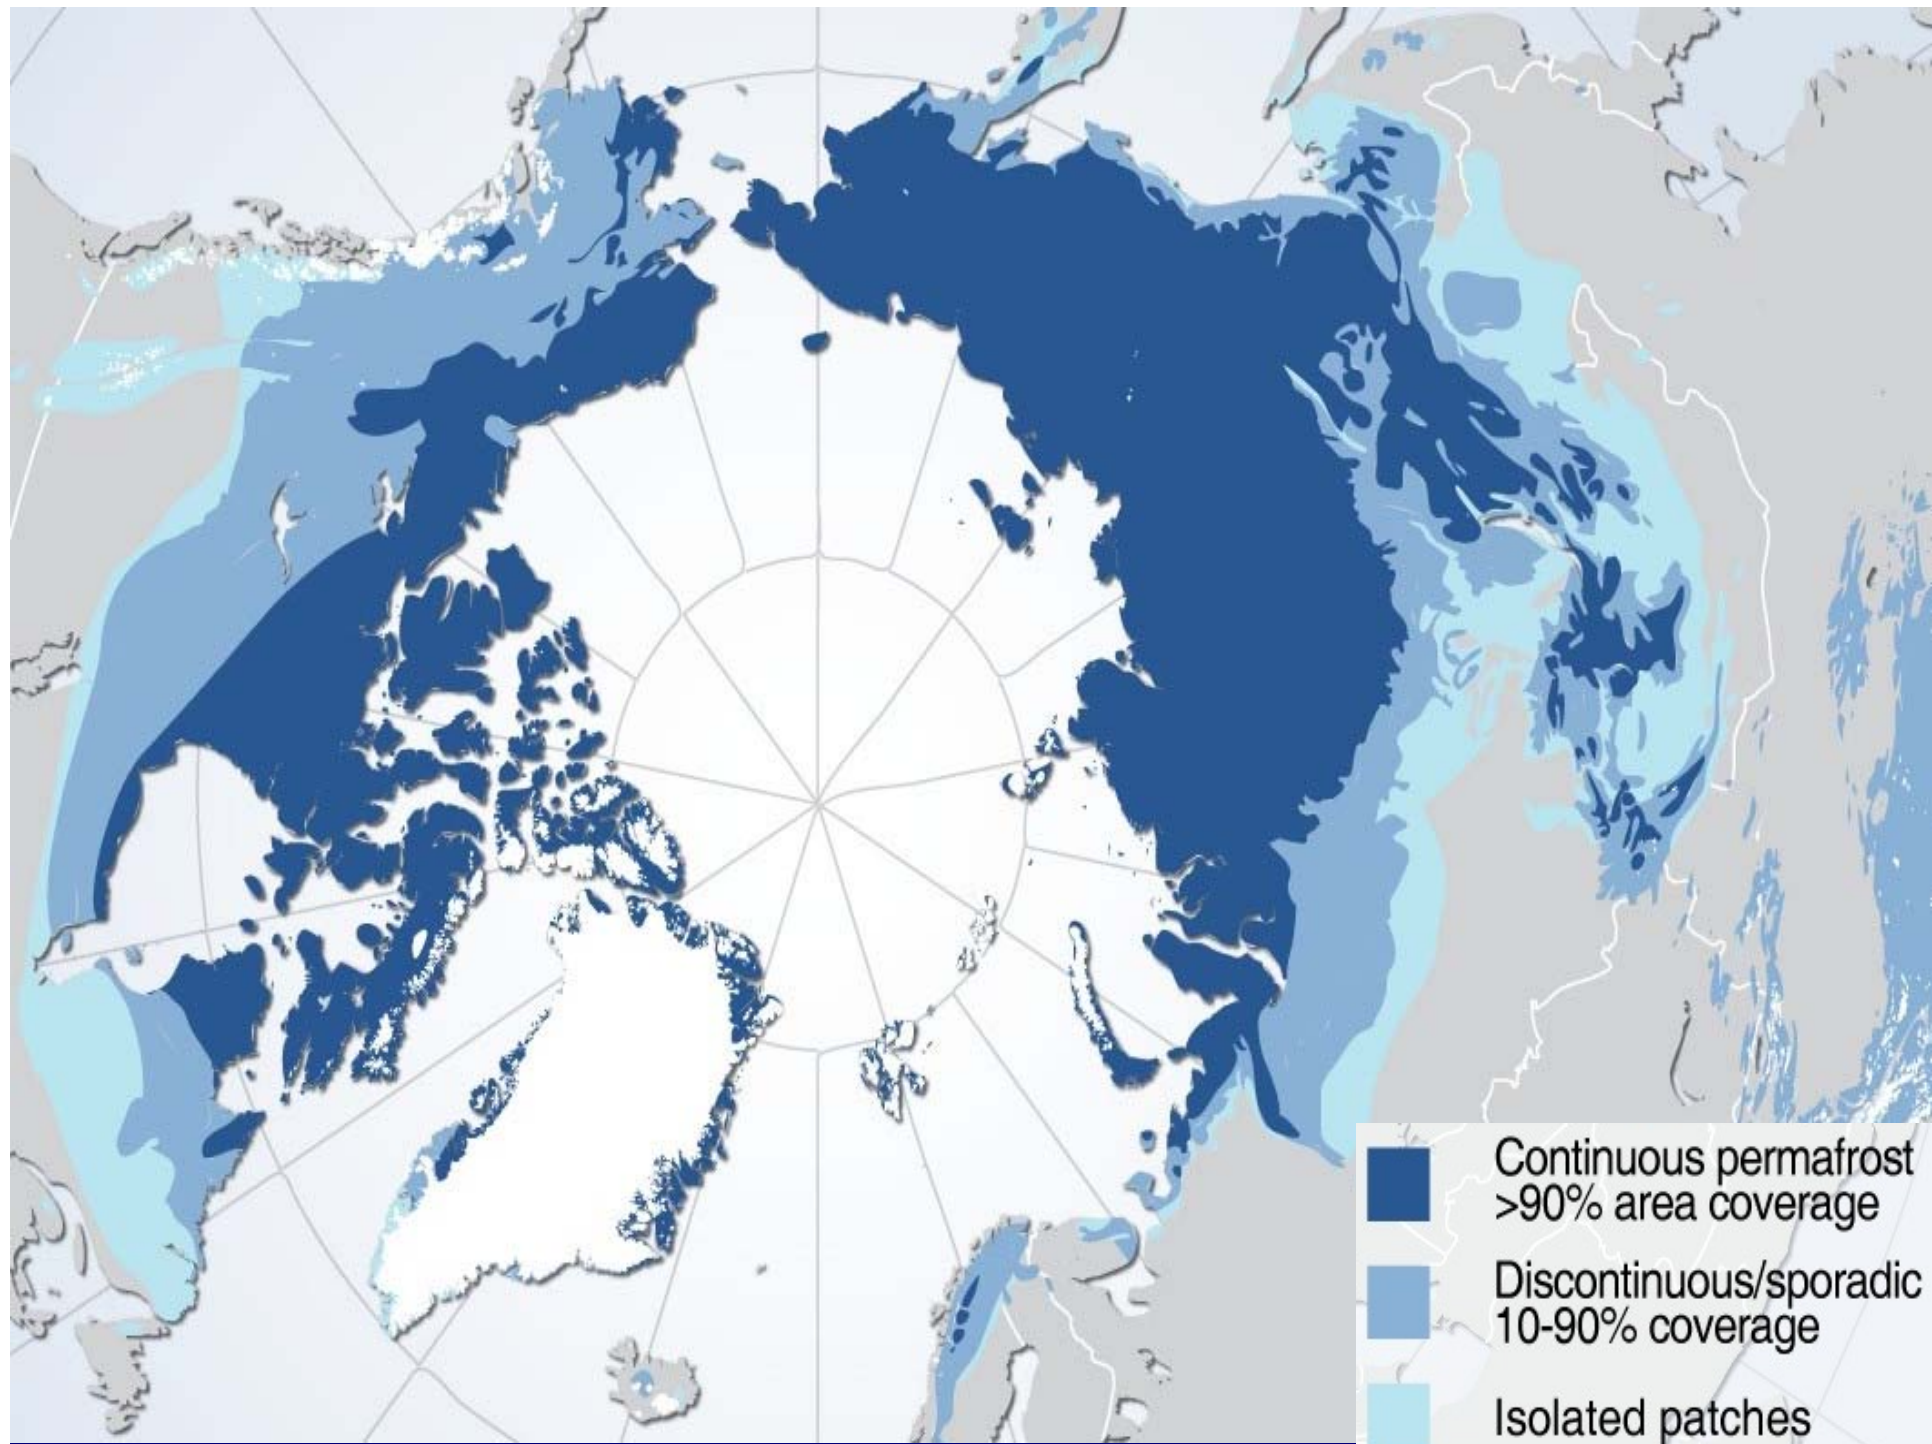 Continuous permafrost
>90% area coverage
Discontinuous/sporadic
10-90% coverage
Isolated patches